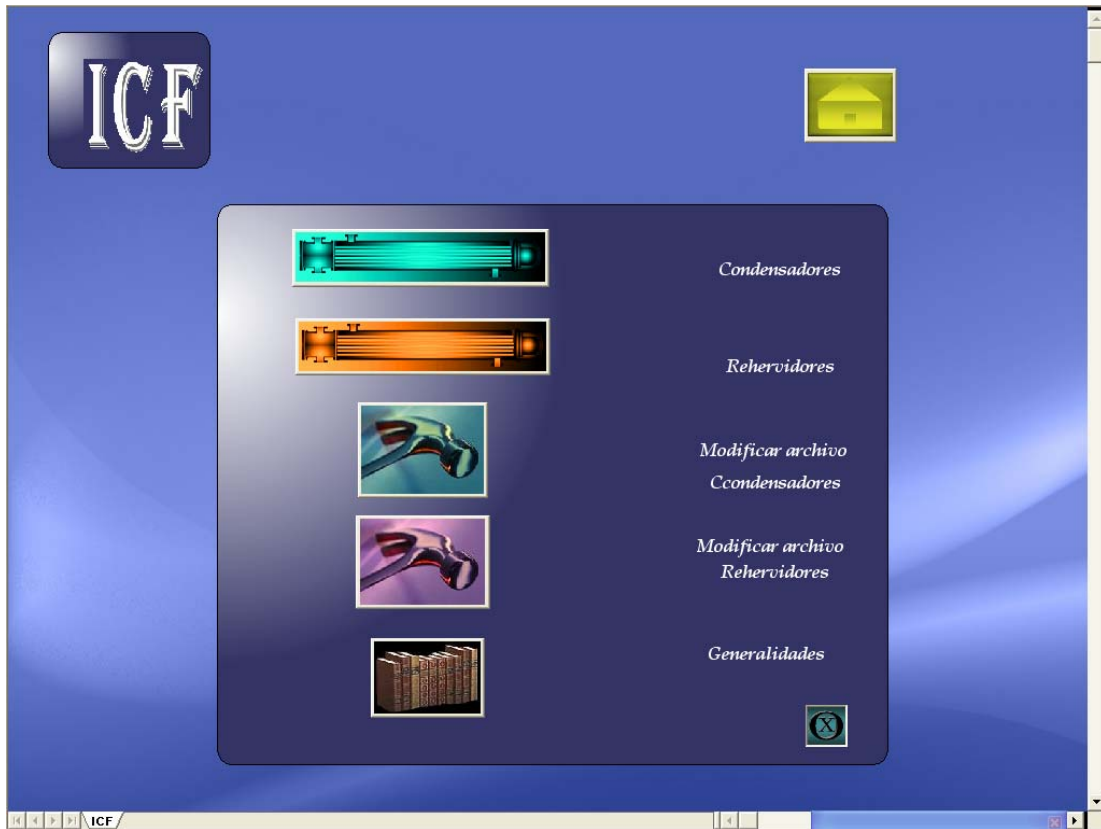 ICF
Condensadores
Rehervidores
Modificar archivo
Ccondensadores
Modificar archivo
Rehervidores
Generalidades
X
ICF